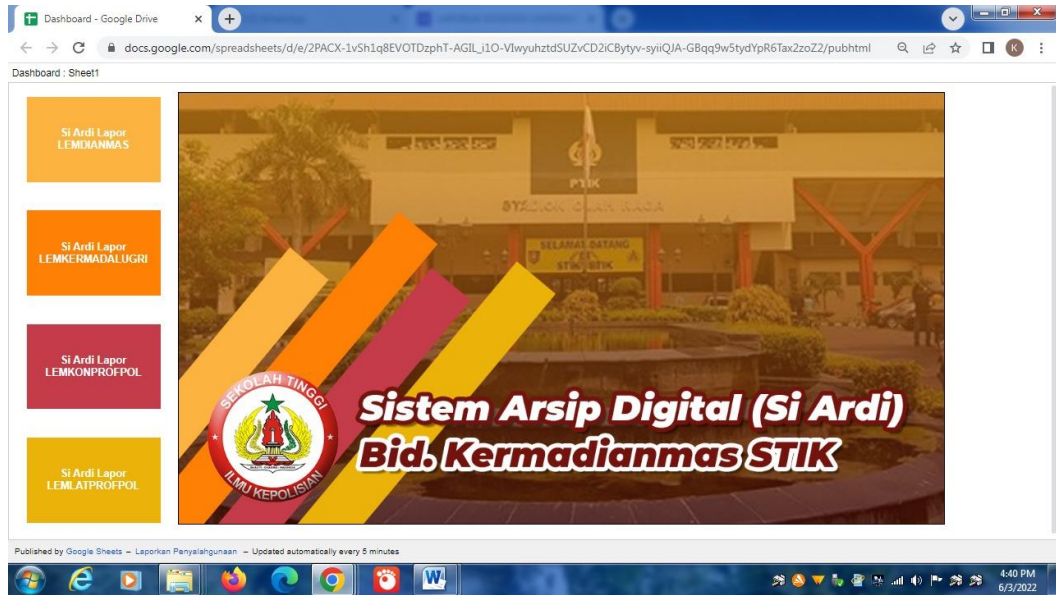 Dashboard - Google Drive
docs.google.com/spreadsheets/d/e/2PACX-1vSh1q8EVOTDzphT-AGIL_i1O-VIwyuhztdSUZvCD2iCBytyv-syiiQJA-GBqq9w5tydYpR6Tax2zoZ2/pubhtml
K
Dashboard : Sheet1
Si Ardi Lapor
LEMDIANMAS
Si Ardi Lapor
LEMKERMADALUGRI
Si Ardi Lapor
LEMKONPROFPOL
Si Ardi Lapor
LEMLATPROFPOL
PTIK
STADION OLAH RAGA
SELAMAT DATANG
STIK PTIK
SEKOLAH TINGGI
ILMU KEPOLISIAN
Sistem Arsip Digital (Si Ardi)
Bid. Kermadianmas STIK
Published by Google Sheets – Laporkan Penyalahgunaan – Updated automatically every 5 minutes
4:40 PM
6/3/2022